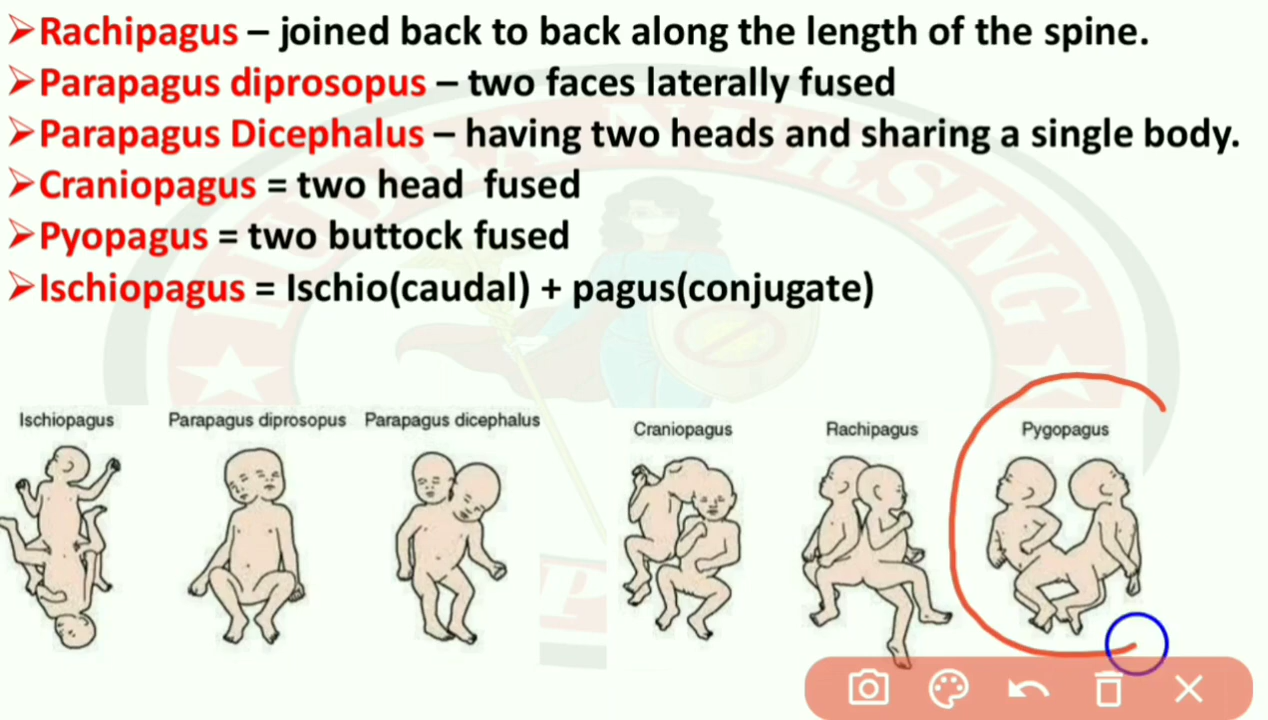 ➢Rachipagus – joined back to back along the length of the spine.
➢Parapagus diprosopus – two faces laterally fused
➢Parapagus Dicephalus – having two heads and sharing a single body.
➢Craniopagus = two head fused
➢Pyopagus = two buttock fused
➢Ischiopagus = Ischio(caudal) + pagus(conjugate)
Ischiopagus Parapagus diprosopus Parapagus dicephalus Craniopagus Rachipagus Pygopagus
NURSING